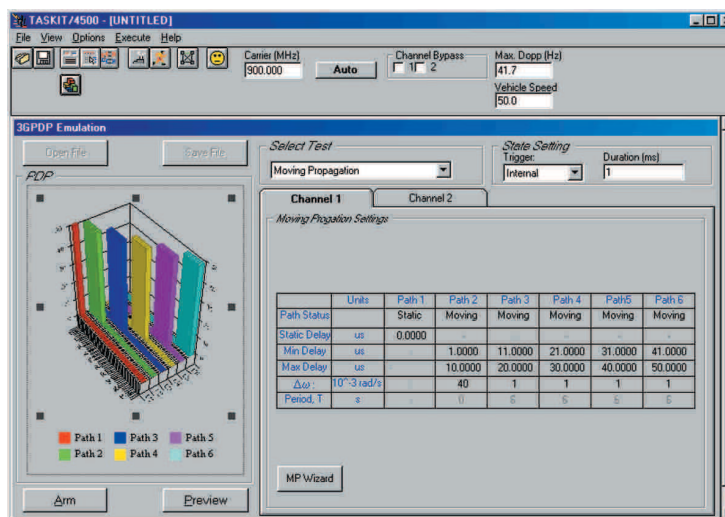 TASKIT/4500 - [UNTITLED]
File View Options Execute Help
Carrier (MHz)
900.000
Auto
Channel Bypass
1 2
Max. Dopp (Hz)
41.7
Vehicle Speed
50.0
3GPDP Emulation
Open File
Save File
PDP
Path 1 Path 3 Path 5
Path 2 Path 4 Path 6
Arm
Preview
Select Test
Moving Propagation
State Setting
Trigger:
Internal
Duration (ms)
1
Channel 1
Channel 2
Moving Progation Settings
Units Path 1 Path 2 Path 3 Path 4 Path5 Path 6
Path Status Static Moving Moving Moving Moving Moving
Static Delay us 0.0000 - - - -
Min Delay us 1.0000 11.0000 21.0000 31.0000 41.0000
Max Delay us 10.0000 20.0000 30.0000 40.0000 50.0000
Δω : 10^-3 rad/s 40 1 1 1 1
Period, T s
MP Wizard